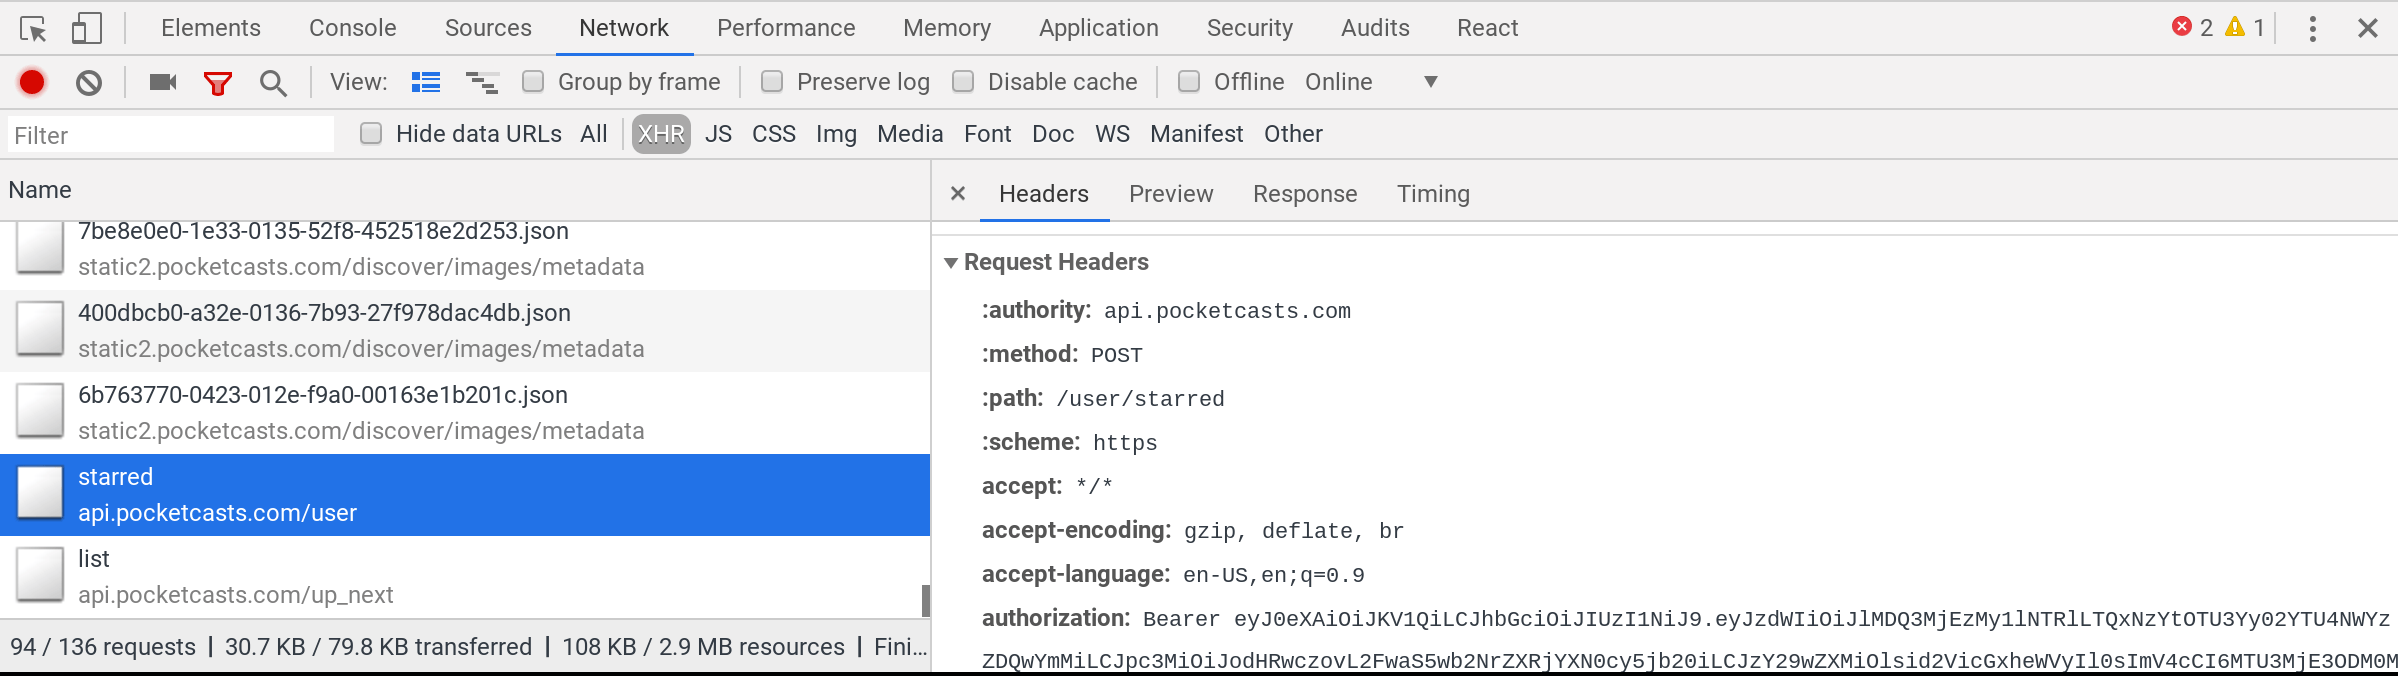 Elements Console Sources Network Performance Memory Application Security Audits React 2 1
View: Group by frame Preserve log Disable cache Offline Online
Filter Hide data URLs All XHR JS CSS Img Media Font Doc WS Manifest Other
Name
7be8e0e0-1e33-0135-52f8-452518e2d253.json
static2.pocketcasts.com/discover/images/metadata
400dbcb0-a32e-0136-7b93-27f978dac4db.json
static2.pocketcasts.com/discover/images/metadata
6b763770-0423-012e-f9a0-00163e1b201c.json
static2.pocketcasts.com/discover/images/metadata
starred
api.pocketcasts.com/user
list
api.pocketcasts.com/up_next
94 / 136 requests | 30.7 KB / 79.8 KB transferred | 108 KB / 2.9 MB resources | Fini...
Headers Preview Response Timing
Request Headers
:authority: api.pocketcasts.com
:method: POST
:path: /user/starred
:scheme: https
accept: */*
accept-encoding: gzip, deflate, br
accept-language: en-US,en;q=0.9
authorization: Bearer eyJ0eXAiOiJKV1QiLCJhbGciOiJIUzI1NiJ9.eyJzdWIiOiJlMDQ3MjEzMy1lNTRlLTQxNzYtOTU3Yy02YTU4NWYz
ZDQwYmMiLCJpc3MiOiJodHRwczovL2FwaS5wb2NrZXRjYXN0cy5jb20iLCJzY29wZXMiOlsid2VicGxheWVyIl0sImV4cCI6MTU3MjE3ODM0M